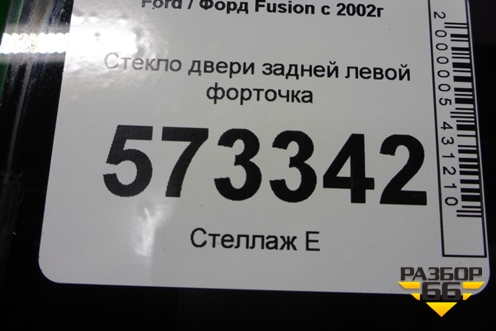 Ford / Форд Fusion с 2002г
Стекло двери задней левой
форточка
573342
Стеллаж Е
2000005431210
РАЗБОР
66